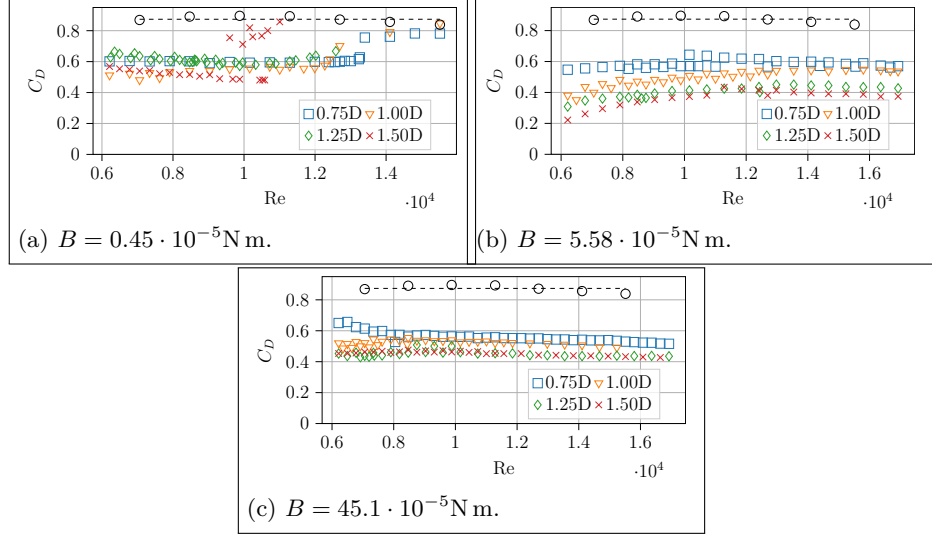 0.8
0.6
0.4
0.2
0
C_D
0.75D 1.00D
1.25D 1.50D
0.6 0.8 1 1.2 1.4 1.6
Re
·10^4
(a) B = 0.45 · 10^−5 N m.
0.8
0.6
0.4
0.2
0
C_D
0.75D 1.00D
1.25D 1.50D
0.6 0.8 1 1.2 1.4 1.6
Re
·10^4
(b) B = 5.58 · 10^−5 N m.
0.8
0.6
0.4
0.2
0
C_D
0.75D 1.00D
1.25D 1.50D
0.6 0.8 1 1.2 1.4 1.6
Re
·10^4
(c) B = 45.1 · 10^−5 N m.